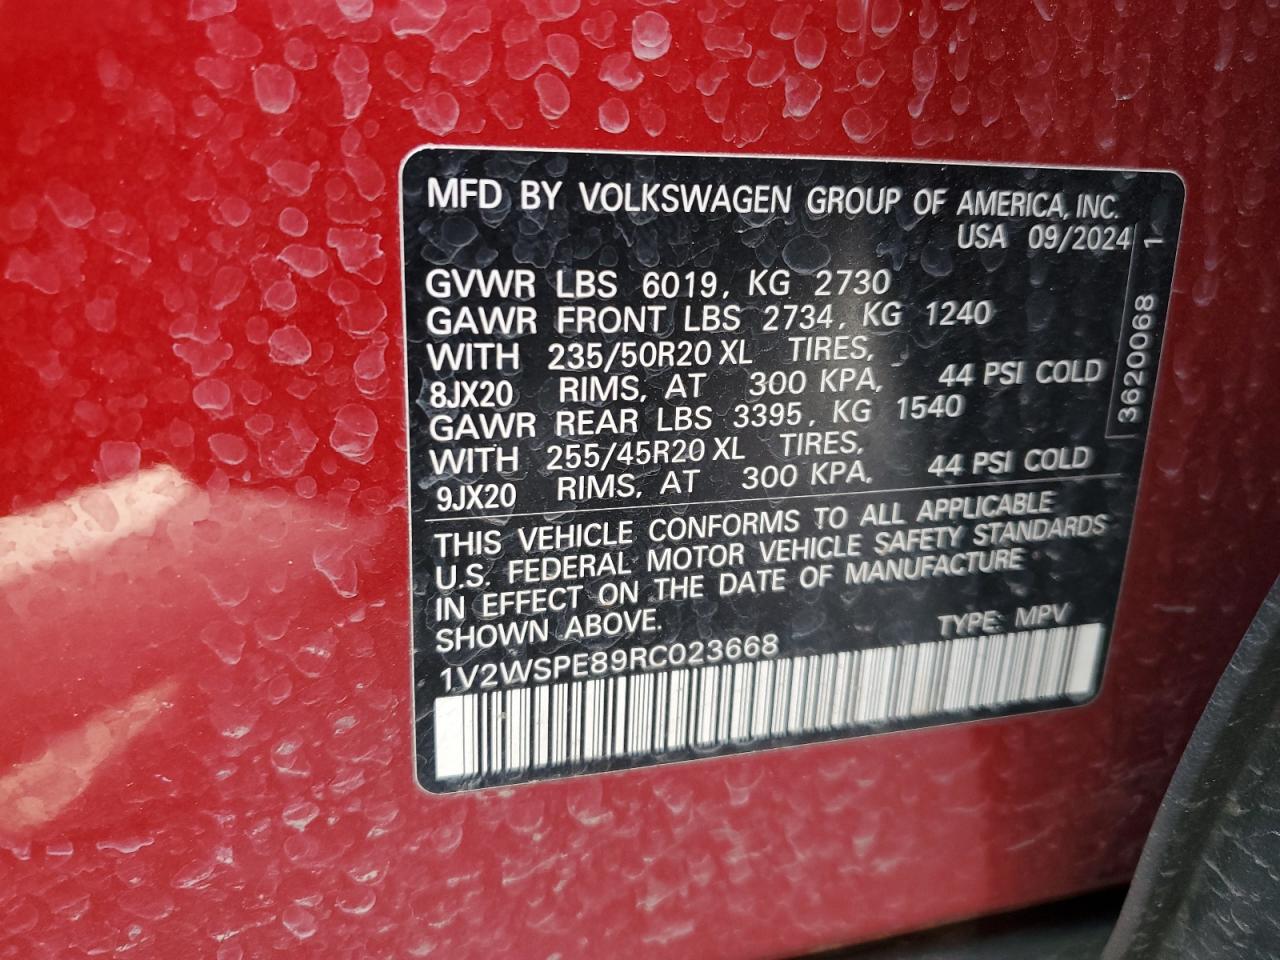 MFD BY VOLKSWAGEN GROUP OF AMERICA, INC.
USA 09/2024
GVWR LBS 6019, KG 2730
GAWR FRONT LBS 2734, KG 1240
WITH 235/50R20 XL TIRES,
8JX20 RIMS, AT 300 KPA, 44 PSI COLD
GAWR REAR LBS 3395, KG 1540
WITH 255/45R20 XL TIRES,
9JX20 RIMS, AT 300 KPA, 44 PSI COLD
THIS VEHICLE CONFORMS TO ALL APPLICABLE
U.S. FEDERAL MOTOR VEHICLE SAFETY STANDARDS
IN EFFECT ON THE DATE OF MANUFACTURE
SHOWN ABOVE.
1V2WSPE89RC023668 TYPE: MPV
3620068 1